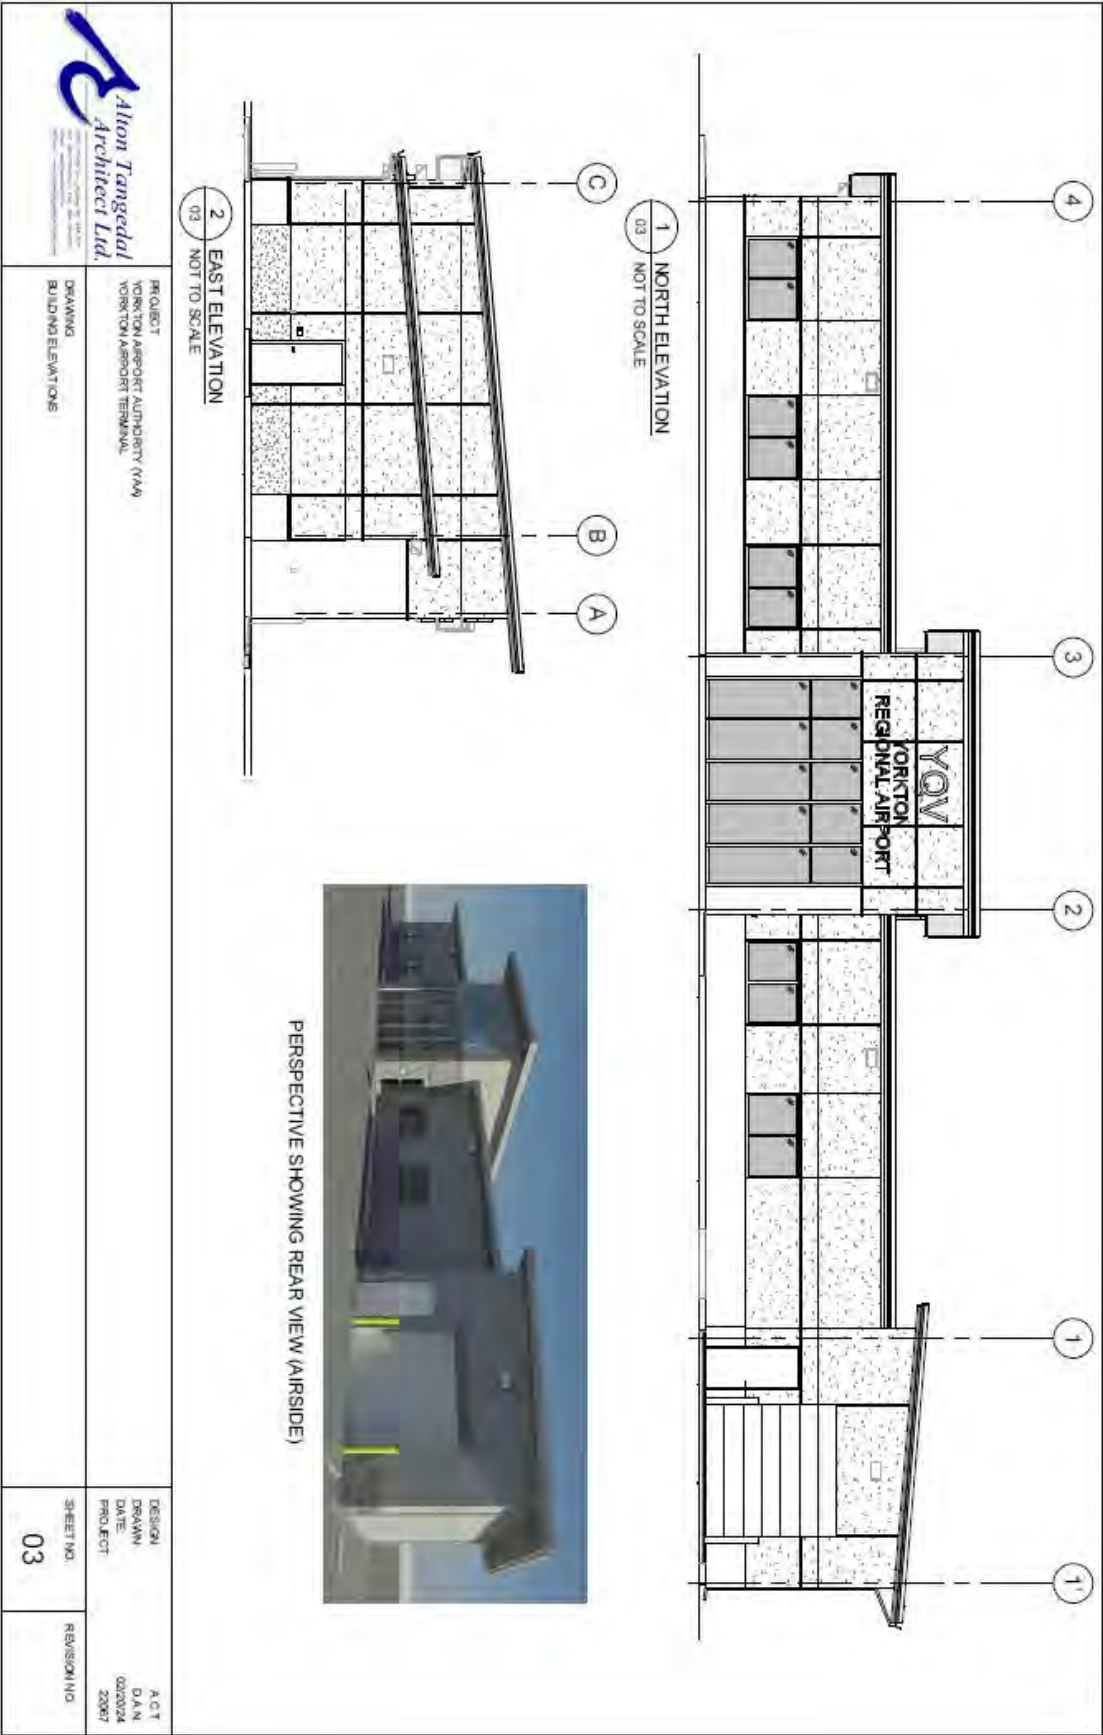 4
3
2
1
1'
YQV
YORKTON
REGIONAL AIRPORT
1
03
NORTH ELEVATION
NOT TO SCALE
C
B
A
2
03
EAST ELEVATION
NOT TO SCALE
PERSPECTIVE SHOWING REAR VIEW (AIRSIDE)
Alton Tangedal
Architect Ltd.
PROJECT
YORKTON AIRPORT AUTHORITY (YAA)
YORKTON AIRPORT TERMINAL
DRAWING
BUILDING ELEVATIONS
DESIGN A.C.T
DRAWN D.A.N
DATE: 02/20/24
PROJECT 22067
SHEET NO.
03
REVISION NO.